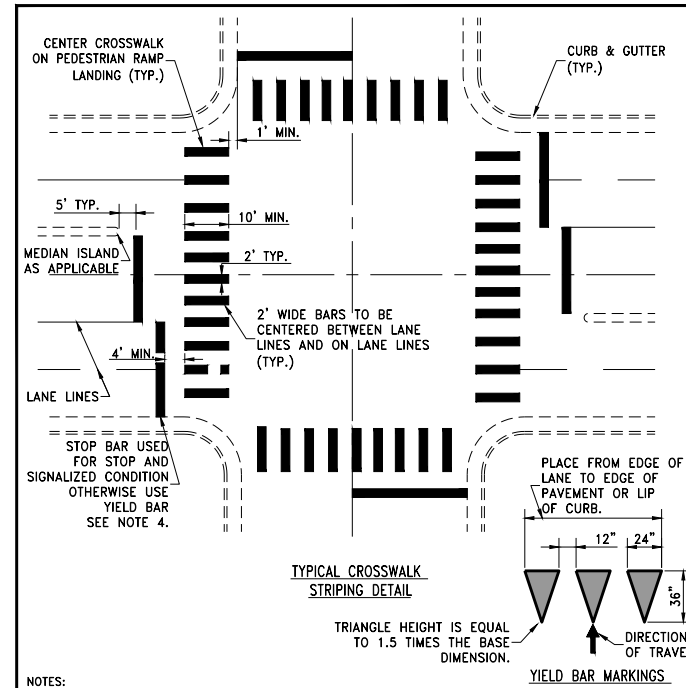 CENTER CROSSWALK
ON PEDESTRIAN RAMP
LANDING (TYP.)
CURB & GUTTER
(TYP.)
1' MIN.
5' TYP.
10' MIN.
MEDIAN ISLAND
AS APPLICABLE
2' TYP.
2' WIDE BARS TO BE
CENTERED BETWEEN LANE
LINES AND ON LANE LINES
(TYP.)
4' MIN.
LANE LINES
STOP BAR USED
FOR STOP AND
SIGNALIZED CONDITION
OTHERWISE USE
YIELD BAR
SEE NOTE 4.
PLACE FROM EDGE OF
LANE TO EDGE OF
PAVEMENT OR LIP
OF CURB.
12"
24"
36"
TYPICAL CROSSWALK
STRIPING DETAIL
TRIANGLE HEIGHT IS EQUAL
TO 1.5 TIMES THE BASE
DIMENSION.
DIRECTION
OF TRAVE
YIELD BAR MARKINGS
NOTES: